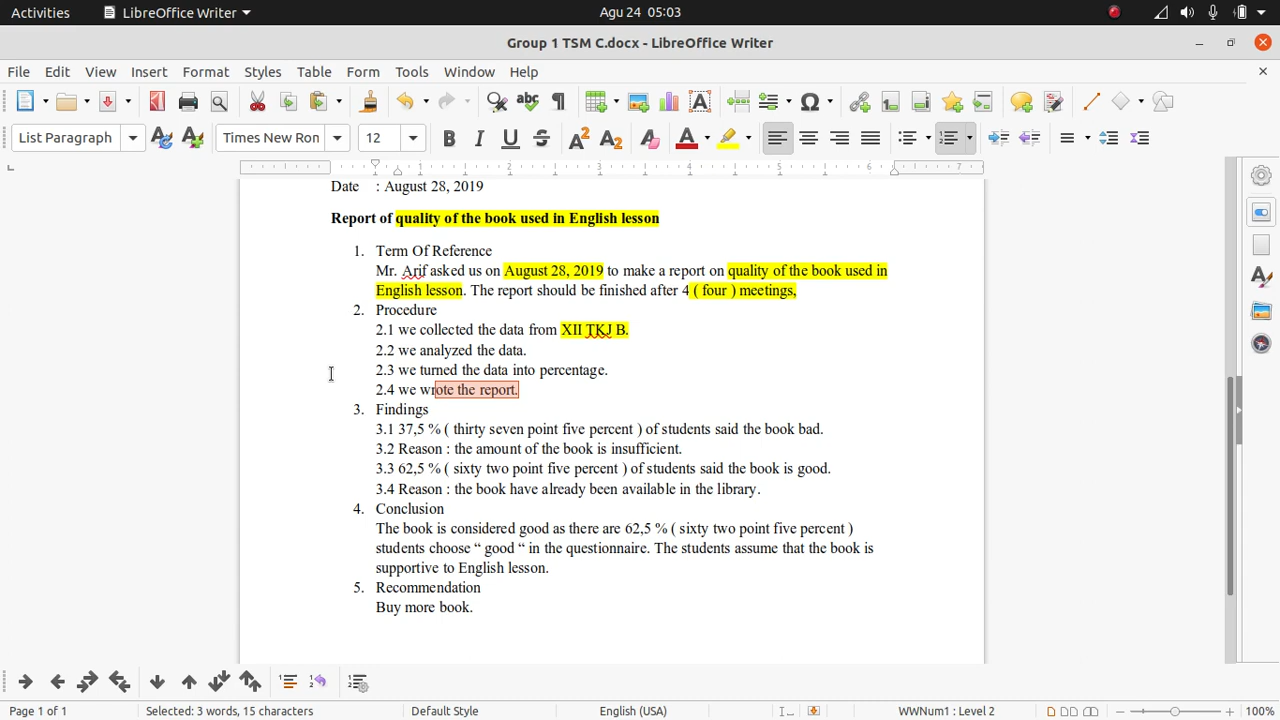 Activities LibreOffice Writer Agu 24 05:03
Group 1 TSM C.docx - LibreOffice Writer
File Edit View Insert Format Styles Table Form Tools Window Help
List Paragraph Times New Ron 12
Date : August 28, 2019
Report of quality of the book used in English lesson
1. Term Of Reference
Mr. Arif asked us on August 28, 2019 to make a report on quality of the book used in
English lesson. The report should be finished after 4 ( four ) meetings,
2. Procedure
2.1 we collected the data from XII TKJ B.
2.2 we analyzed the data.
2.3 we turned the data into percentage.
2.4 we wrote the report.
3. Findings
3.1 37,5 % ( thirty seven point five percent ) of students said the book bad.
3.2 Reason : the amount of the book is insufficient.
3.3 62,5 % ( sixty two point five percent ) of students said the book is good.
3.4 Reason : the book have already been available in the library.
4. Conclusion
The book is considered good as there are 62,5 % ( sixty two point five percent )
students choose “ good “ in the questionnaire. The students assume that the book is
supportive to English lesson.
5. Recommendation
Buy more book.
Page 1 of 1 Selected: 3 words, 15 characters Default Style English (USA) WWNum1 : Level 2 100%